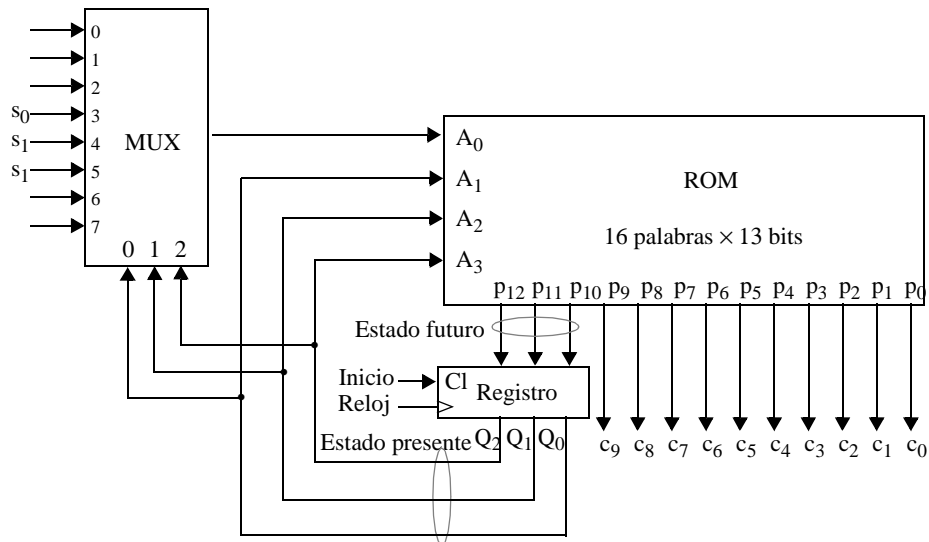 0
1
2
s0 3
s1 4
s1 5
6
7
MUX
0 1 2
A0
A1
A2
A3
ROM
16 palabras × 13 bits
p12 p11 p10 p9 p8 p7 p6 p5 p4 p3 p2 p1 p0
Estado futuro
Inicio
Reloj
Cl
Registro
Estado presente
Q2 Q1 Q0
c9 c8 c7 c6 c5 c4 c3 c2 c1 c0